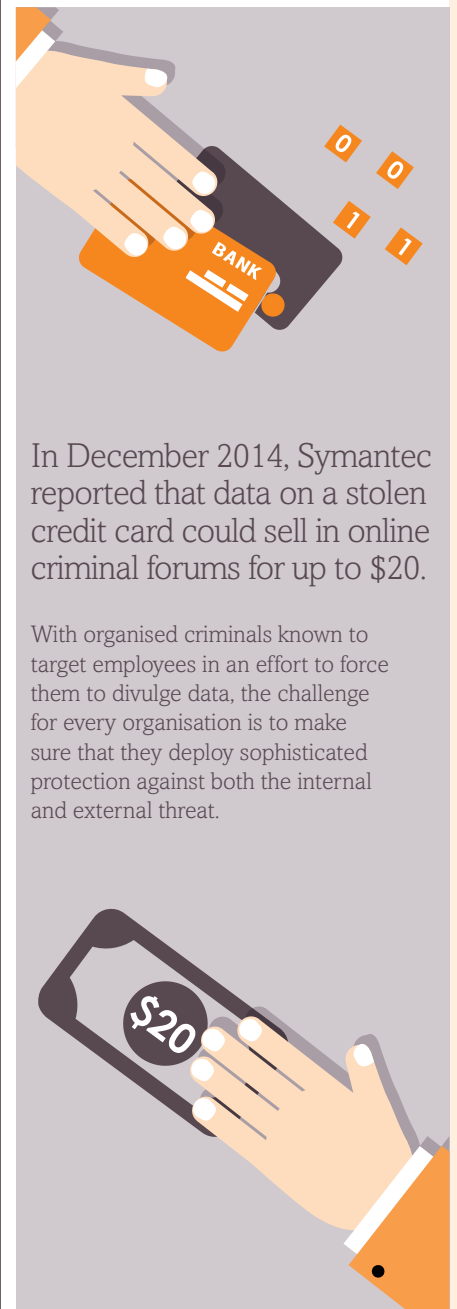 0 0
1 1
BANK
In December 2014, Symantec
reported that data on a stolen
credit card could sell in online
criminal forums for up to $20.
With organised criminals known to
target employees in an effort to force
them to divulge data, the challenge
for every organisation is to make
sure that they deploy sophisticated
protection against both the internal
and external threat.
$20